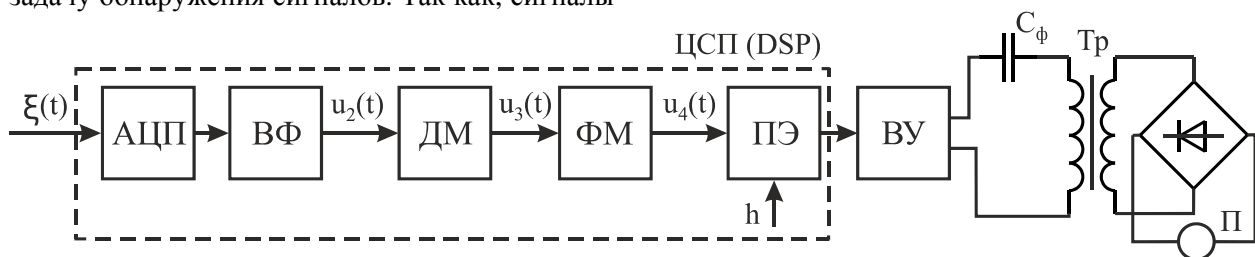 задачу обнаружения сигналов. Так как, сигналы
ЦСП (DSP)
Cф
Тр
ξ(t)
АЦП
ВФ
u2(t)
ДМ
u3(t)
ФМ
u4(t)
ПЭ
ВУ
h
П